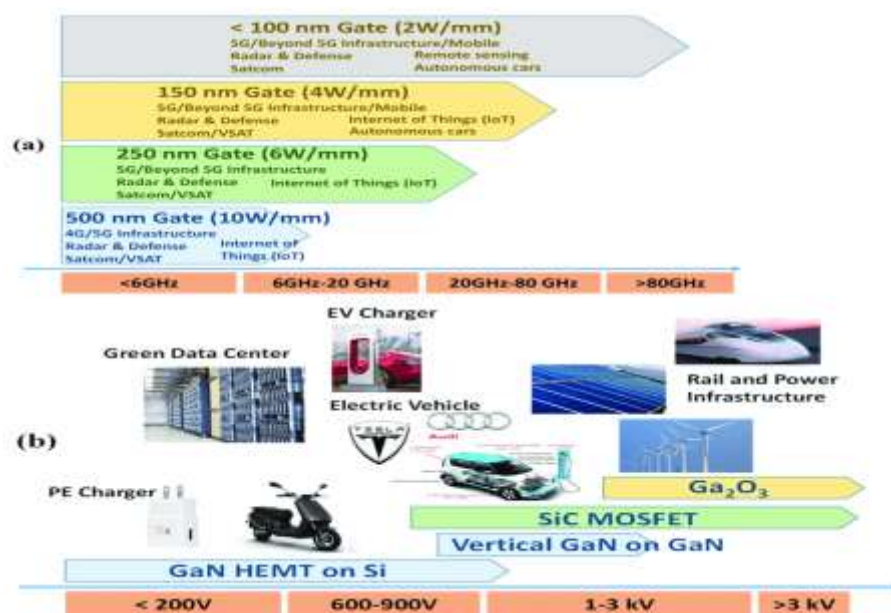 < 100 nm Gate (2W/mm)
5G/Beyond 5G Infrastructure/Mobile
Radar & Defense Remote sensing
Satcom Autonomous cars
150 nm Gate (4W/mm)
5G/Beyond 5G Infrastructure/Mobile
Radar & Defense Internet of Things (IoT)
Satcom/VSAT Autonomous cars
(a)
250 nm Gate (6W/mm)
5G/Beyond 5G Infrastructure
Radar & Defense Internet of Things (IoT)
Satcom/VSAT
500 nm Gate (10W/mm)
4G/5G Infrastructure
Radar & Defense Internet of
Satcom/VSAT Things (IoT)
<6GHz 6GHz-20 GHz 20GHz-80 GHz >80GHz
EV Charger
Green Data Center
Rail and Power
Infrastructure
Electric Vehicle
TESLA
Audi
(b)
PE Charger
Ga2O3
SiC MOSFET
Vertical GaN on GaN
GaN HEMT on Si
< 200V 600-900V 1-3 kV >3 kV